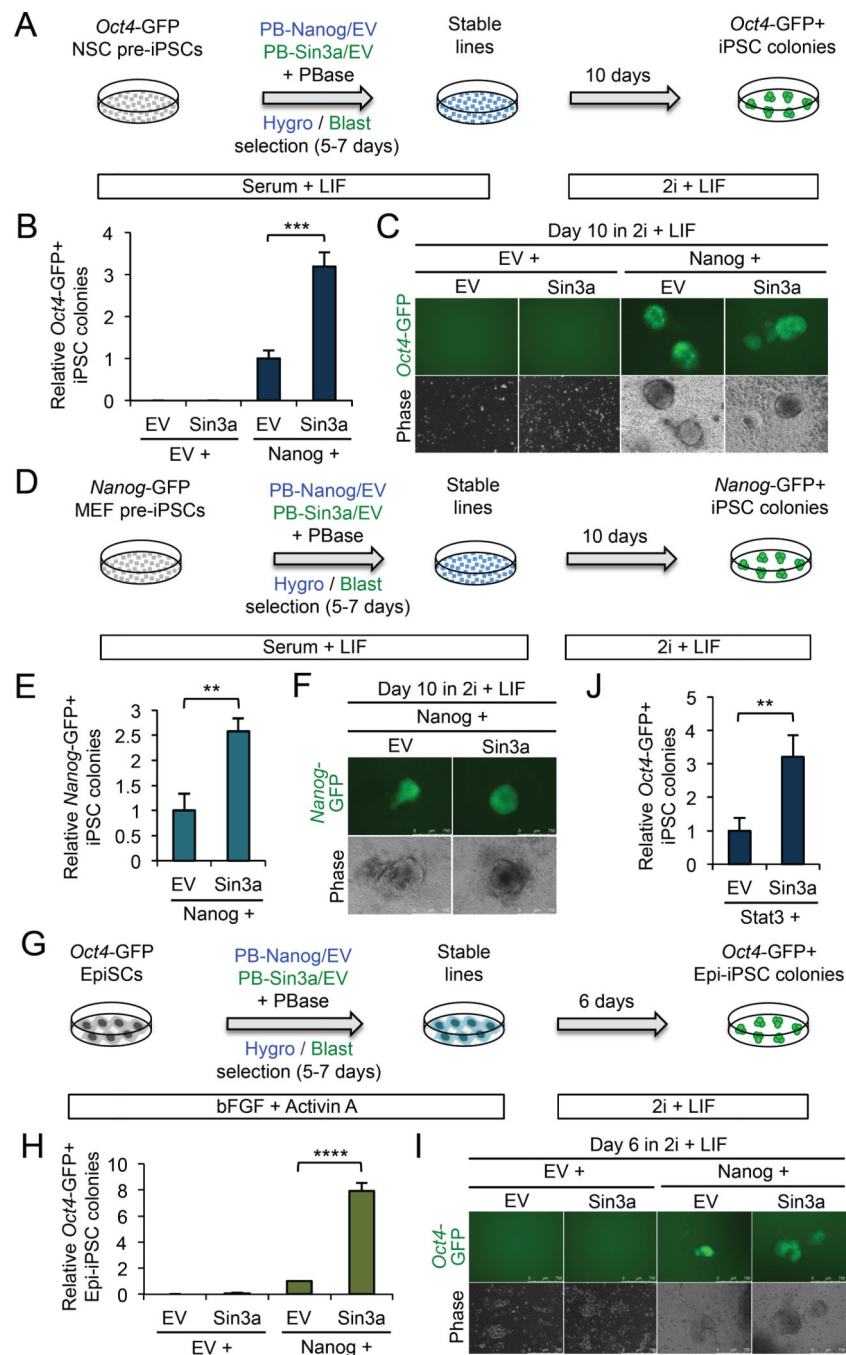 A
Oct4-GFP
NSC pre-iPSCs
PB-Nanog/EV
PB-Sin3a/EV
+ PBase
Hygro / Blast
selection (5-7 days)
Stable
lines
10 days
Oct4-GFP+
iPSC colonies
Serum + LIF
2i + LIF
B
Relative Oct4-GFP+
iPSC colonies
4
3
2
1
0
***
EV Sin3a EV Sin3a
EV + Nanog +
C
Day 10 in 2i + LIF
EV + Nanog +
EV Sin3a EV Sin3a
Oct4-GFP
Phase
D
Nanog-GFP
MEF pre-iPSCs
PB-Nanog/EV
PB-Sin3a/EV
+ PBase
Hygro / Blast
selection (5-7 days)
Stable
lines
10 days
Nanog-GFP+
iPSC colonies
Serum + LIF
2i + LIF
E
Relative Nanog-GFP+
iPSC colonies
3
2.5
2
1.5
1
0.5
0
**
EV Sin3a
Nanog +
F
Day 10 in 2i + LIF
Nanog +
EV Sin3a
Nanog-
GFP
Phase
J
Relative Oct4-GFP+
iPSC colonies
5
4
3
2
1
0
**
EV Sin3a
Stat3 +
G
Oct4-GFP
EpiSCs
PB-Nanog/EV
PB-Sin3a/EV
+ PBase
Hygro / Blast
selection (5-7 days)
Stable
lines
6 days
Oct4-GFP+
Epi-iPSC colonies
bFGF + Activin A
2i + LIF
H
Relative Oct4-GFP+
Epi-iPSC colonies
10
8
6
4
2
0
****
EV Sin3a EV Sin3a
EV + Nanog +
I
Day 6 in 2i + LIF
EV + Nanog +
EV Sin3a EV Sin3a
Oct4-
GFP
Phase